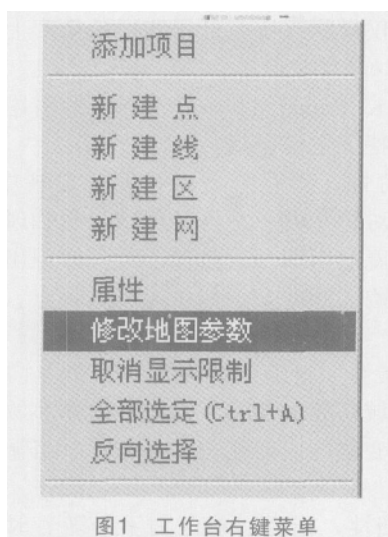 添加项目
新 建 点
新 建 线
新 建 区
新 建 网
属性
修改地图参数
取消显示限制
全部选定(Ctrl+A)
反向选择
图1 工作台右键菜单